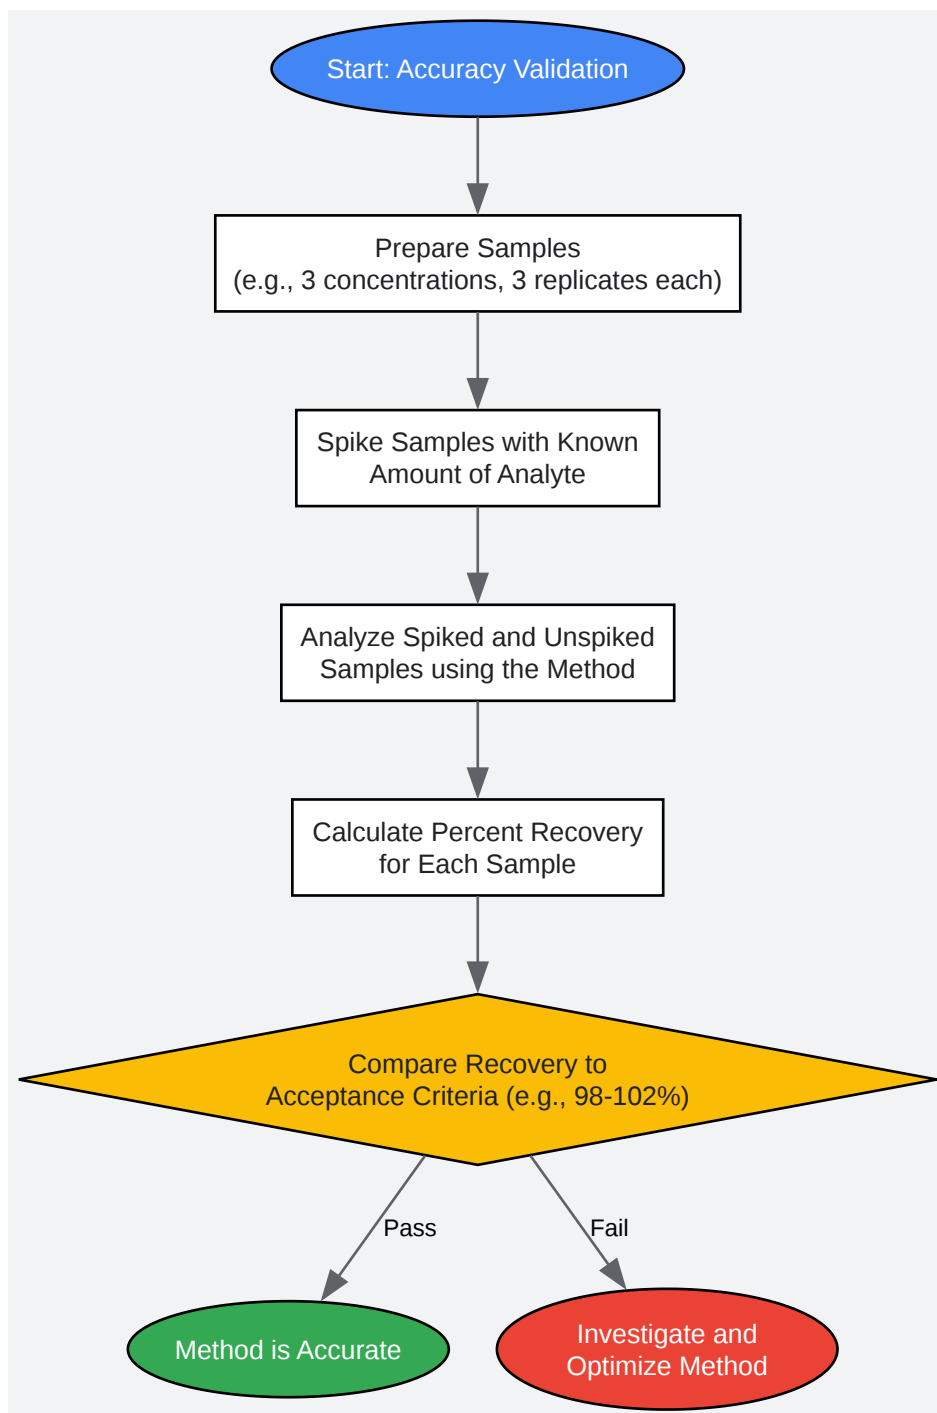 Start: Accuracy Validation
Prepare Samples
(e.g., 3 concentrations, 3 replicates each)
Spike Samples with Known
Amount of Analyte
Analyze Spiked and Unspiked
Samples using the Method
Calculate Percent Recovery
for Each Sample
Compare Recovery to
Acceptance Criteria (e.g., 98-102%)
Pass
Fail
Method is Accurate
Investigate and
Optimize Method